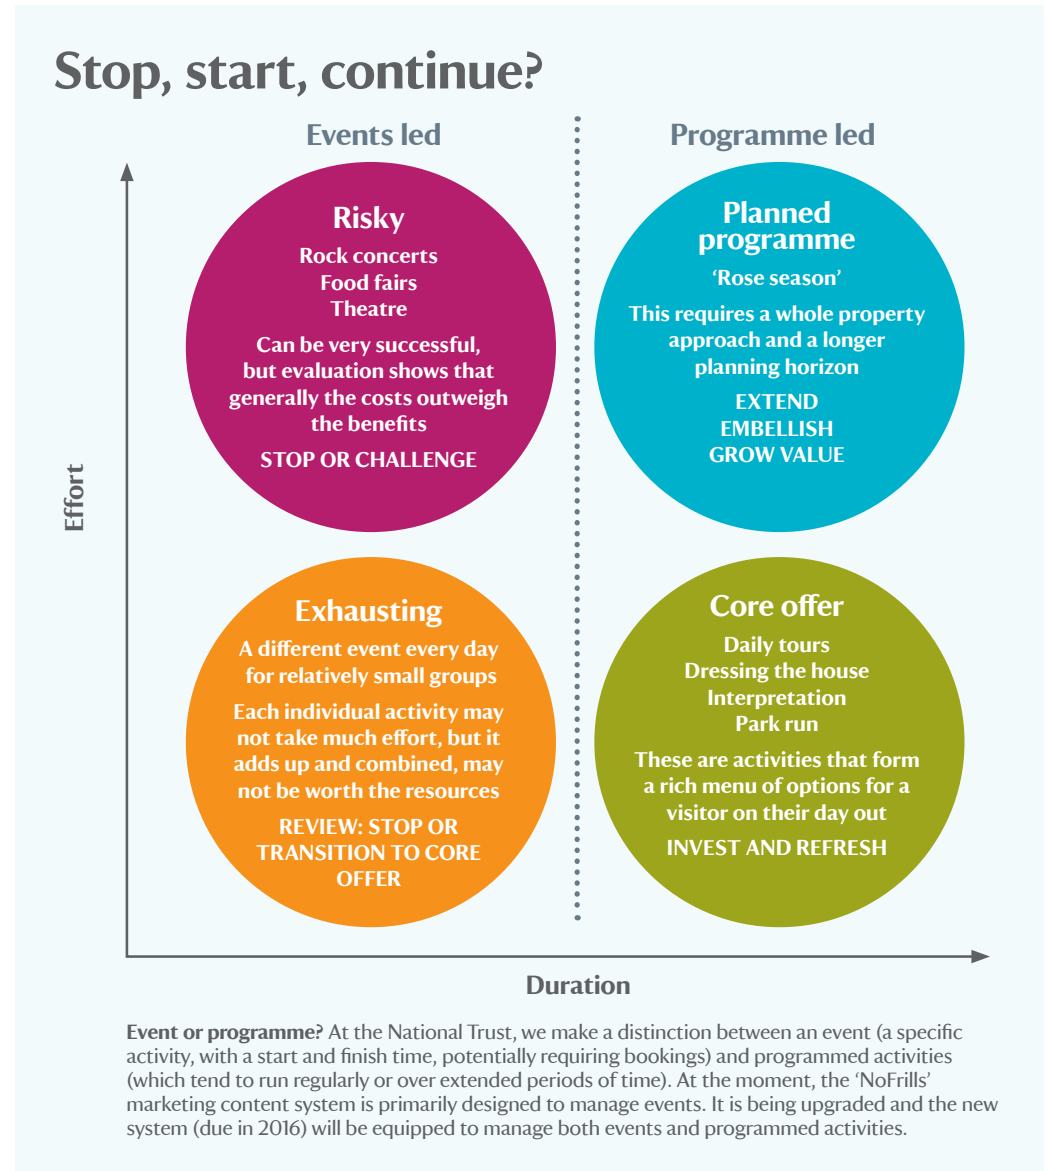 Stop, start, continue?
Events led
Programme led
Risky
Rock concerts
Food fairs
Theatre
Can be very successful,
but evaluation shows that
generally the costs outweigh
the benefits
STOP OR CHALLENGE
Planned
programme
‘Rose season’
This requires a whole property
approach and a longer
planning horizon
EXTEND
EMBELLISH
GROW VALUE
Effort
Exhausting
A different event every day
for relatively small groups
Each individual activity may
not take much effort, but it
adds up and combined, may
not be worth the resources
REVIEW: STOP OR
TRANSITION TO CORE
OFFER
Core offer
Daily tours
Dressing the house
Interpretation
Park run
These are activities that form
a rich menu of options for a
visitor on their day out
INVEST AND REFRESH
Duration
Event or programme? At the National Trust, we make a distinction between an event (a specific
activity, with a start and finish time, potentially requiring bookings) and programmed activities
(which tend to run regularly or over extended periods of time). At the moment, the ‘NoFrills’
marketing content system is primarily designed to manage events. It is being upgraded and the new
system (due in 2016) will be equipped to manage both events and programmed activities.